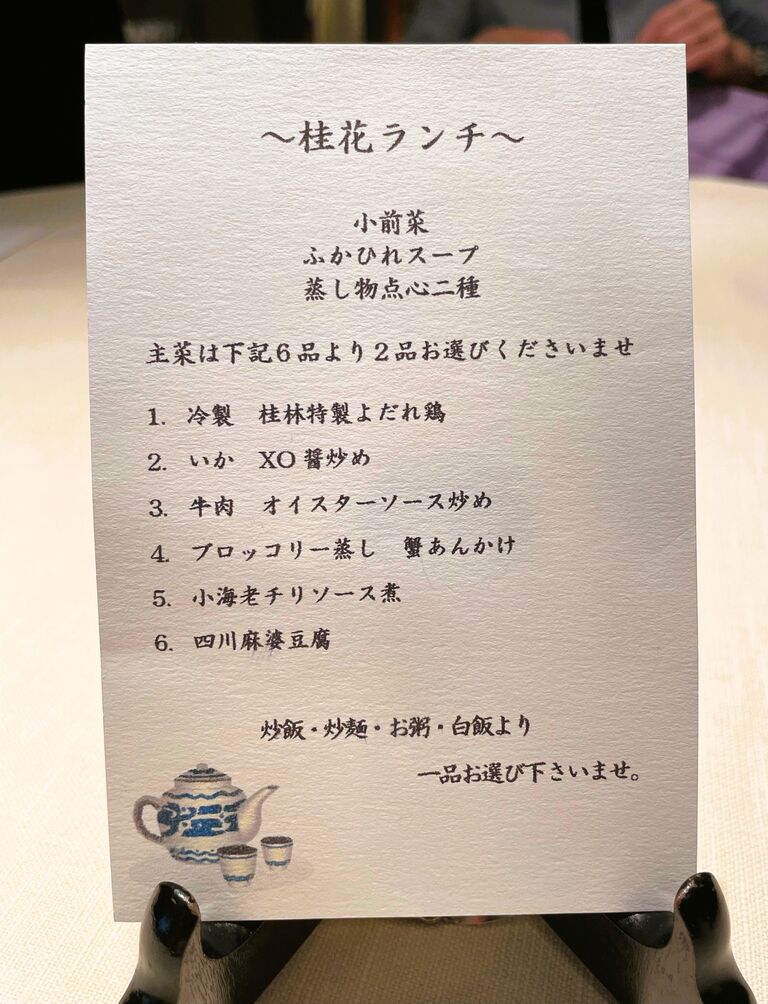 〜桂花ランチ〜
小前菜
ふかひれスープ
蒸し物点心二種
主菜は下記６品より２品お選びくださいませ
1. 冷製　桂林特製よだれ鶏
2. いか　XO醤炒め
3. 牛肉　オイスターソース炒め
4. ブロッコリー蒸し　蟹あんかけ
5. 小海老チリソース煮
6. 四川麻婆豆腐
炒飯・炒麺・お粥・白飯より
一品お選び下さいませ。